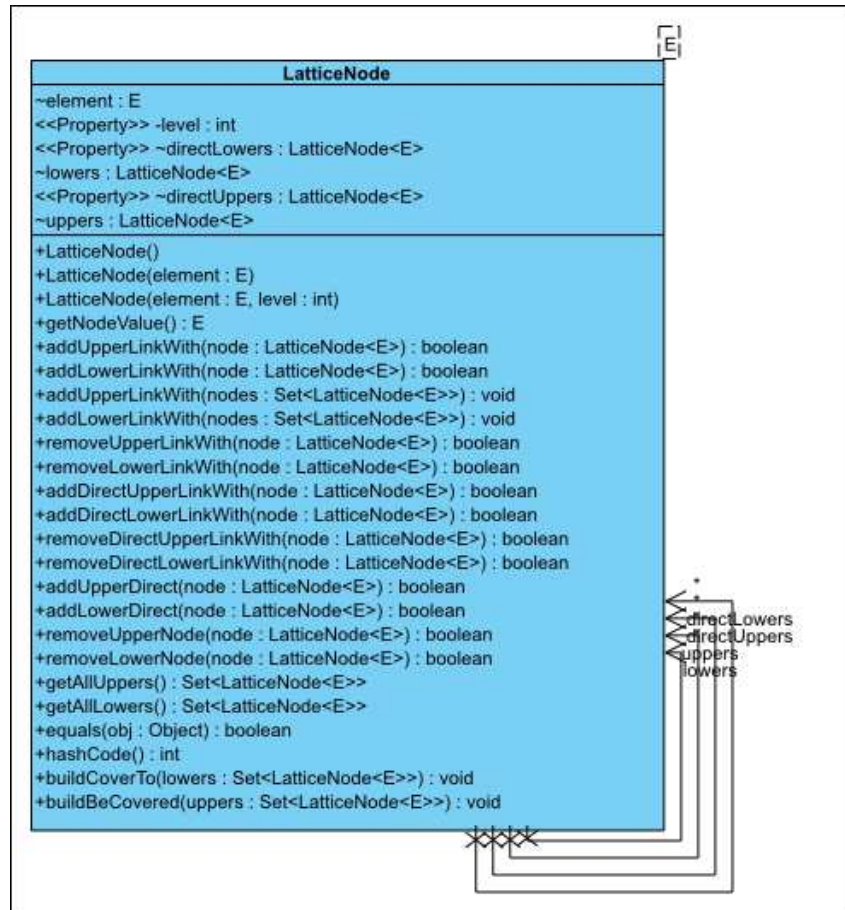 E
LatticeNode
~element : E
<<Property>> -level : int
<<Property>> ~directLowers : LatticeNode<E>
~lowers : LatticeNode<E>
<<Property>> ~directUppers : LatticeNode<E>
~uppers : LatticeNode<E>
+LatticeNode()
+LatticeNode(element : E)
+LatticeNode(element : E, level : int)
+getNodeValue() : E
+addUpperLinkWith(node : LatticeNode<E>) : boolean
+addLowerLinkWith(node : LatticeNode<E>) : boolean
+addUpperLinkWith(nodes : Set<LatticeNode<E>>) : void
+addLowerLinkWith(nodes : Set<LatticeNode<E>>) : void
+removeUpperLinkWith(node : LatticeNode<E>) : boolean
+removeLowerLinkWith(node : LatticeNode<E>) : boolean
+addDirectUpperLinkWith(node : LatticeNode<E>) : boolean
+addDirectLowerLinkWith(node : LatticeNode<E>) : boolean
+removeDirectUpperLinkWith(node : LatticeNode<E>) : boolean
+removeDirectLowerLinkWith(node : LatticeNode<E>) : boolean
+addUpperDirect(node : LatticeNode<E>) : boolean
+addLowerDirect(node : LatticeNode<E>) : boolean
+removeUpperNode(node : LatticeNode<E>) : boolean
+removeLowerNode(node : LatticeNode<E>) : boolean
+getAllUppers() : Set<LatticeNode<E>>
+getAllLowers() : Set<LatticeNode<E>>
+equals(obj : Object) : boolean
+hashCode() : int
+buildCoverTo(lowers : Set<LatticeNode<E>>) : void
+buildBeCovered(uppers : Set<LatticeNode<E>>) : void
*
*
directLowers
directUppers
uppers
lowers